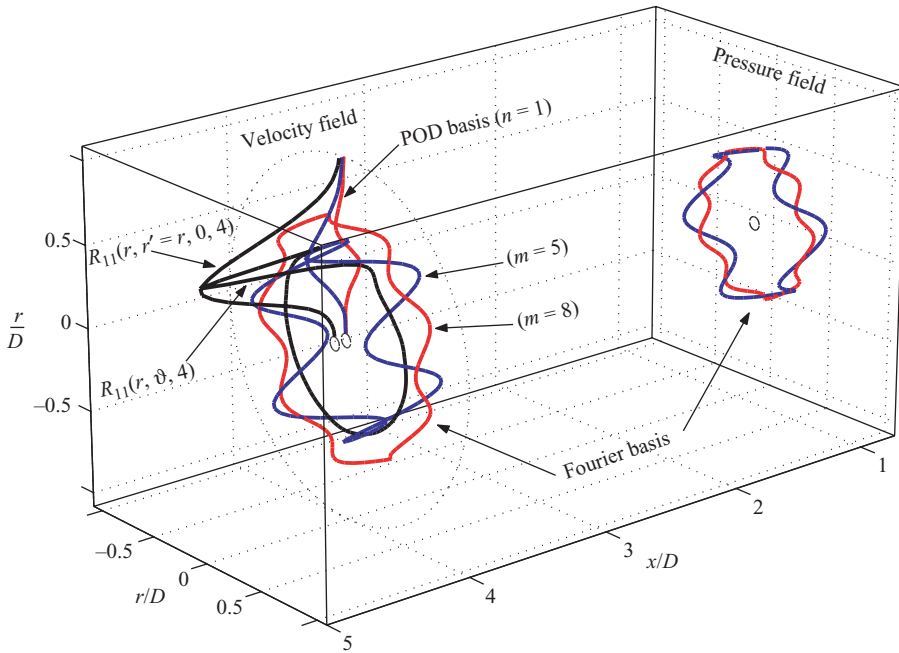 Pressure field
Velocity field
POD basis (n = 1)
R₁₁(r, r′ = r, 0, 4)
(m = 5)
(m = 8)
R₁₁(r, ϑ, 4)
Fourier basis
r/D
0.5
0
–0.5
–0.5
0
0.5
r/D
5
4
3
2
1
x/D